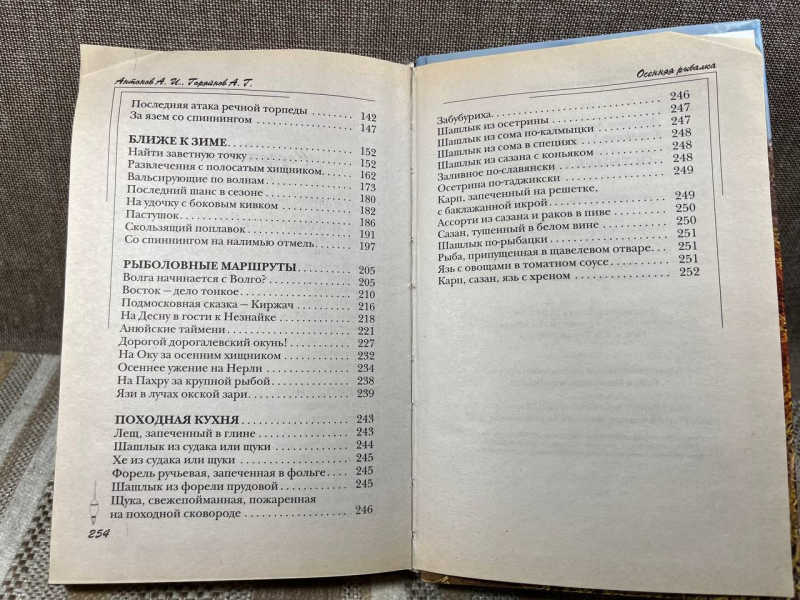 Антонов А. И., Горяйнов А. Г.
Последняя атака речной торпеды ........ 142
За язем со спиннингом ........ 147
БЛИЖЕ К ЗИМЕ ........ 152
Найти заветную точку ........ 152
Развлечения с полосатым хищником ........ 162
Вальсирующие по волнам ........ 173
Последний шанс в сезоне ........ 180
На удочку с боковым кивком ........ 182
Пастушок ........ 186
Скользящий поплавок ........ 191
Со спиннингом на налимью отмель ........ 197
РЫБОЛОВНЫЕ МАРШРУТЫ ........ 205
Волга начинается с Волго? ........ 205
Восток — дело тонкое ........ 210
Подмосковная сказка — Киржач ........ 216
На Десну в гости к Незнайке ........ 218
Анюйские таймени ........ 221
Дорогой дорогалевский окунь! ........ 227
На Оку за осенним хищником ........ 232
Осеннее ужение на Нерли ........ 234
На Пахру за крупной рыбой ........ 238
Язи в лучах окской зари ........ 239
ПОХОДНАЯ КУХНЯ ........ 243
Лещ, запеченный в глине ........ 243
Шашлык из судака или щуки ........ 244
Хе из судака или щуки ........ 245
Форель ручьевая, запеченная в фольге ........ 245
Шашлык из форели прудовой ........ 245
Щука, свежепойманная, пожаренная
на походной сковороде ........ 246
254
Осенняя рыбалка
Забубуриха ........ 246
Шашлык из осетрины ........ 247
Шашлык из сома по-калмыцки ........ 247
Шашлык из сома в специях ........ 248
Шашлык из сазана с коньяком ........ 248
Заливное по-славянски ........ 248
Осетрина по-таджикски ........ 249
Карп, запеченный на решетке,
с баклажанной икрой ........ 249
Ассорти из сазана и раков в пиве ........ 250
Сазан, тушенный в белом вине ........ 250
Шашлык по-рыбацки ........ 251
Рыба, припущенная в щавелевом отваре ........ 251
Язь с овощами в томатном соусе ........ 251
Карп, сазан, язь с хреном ........ 252